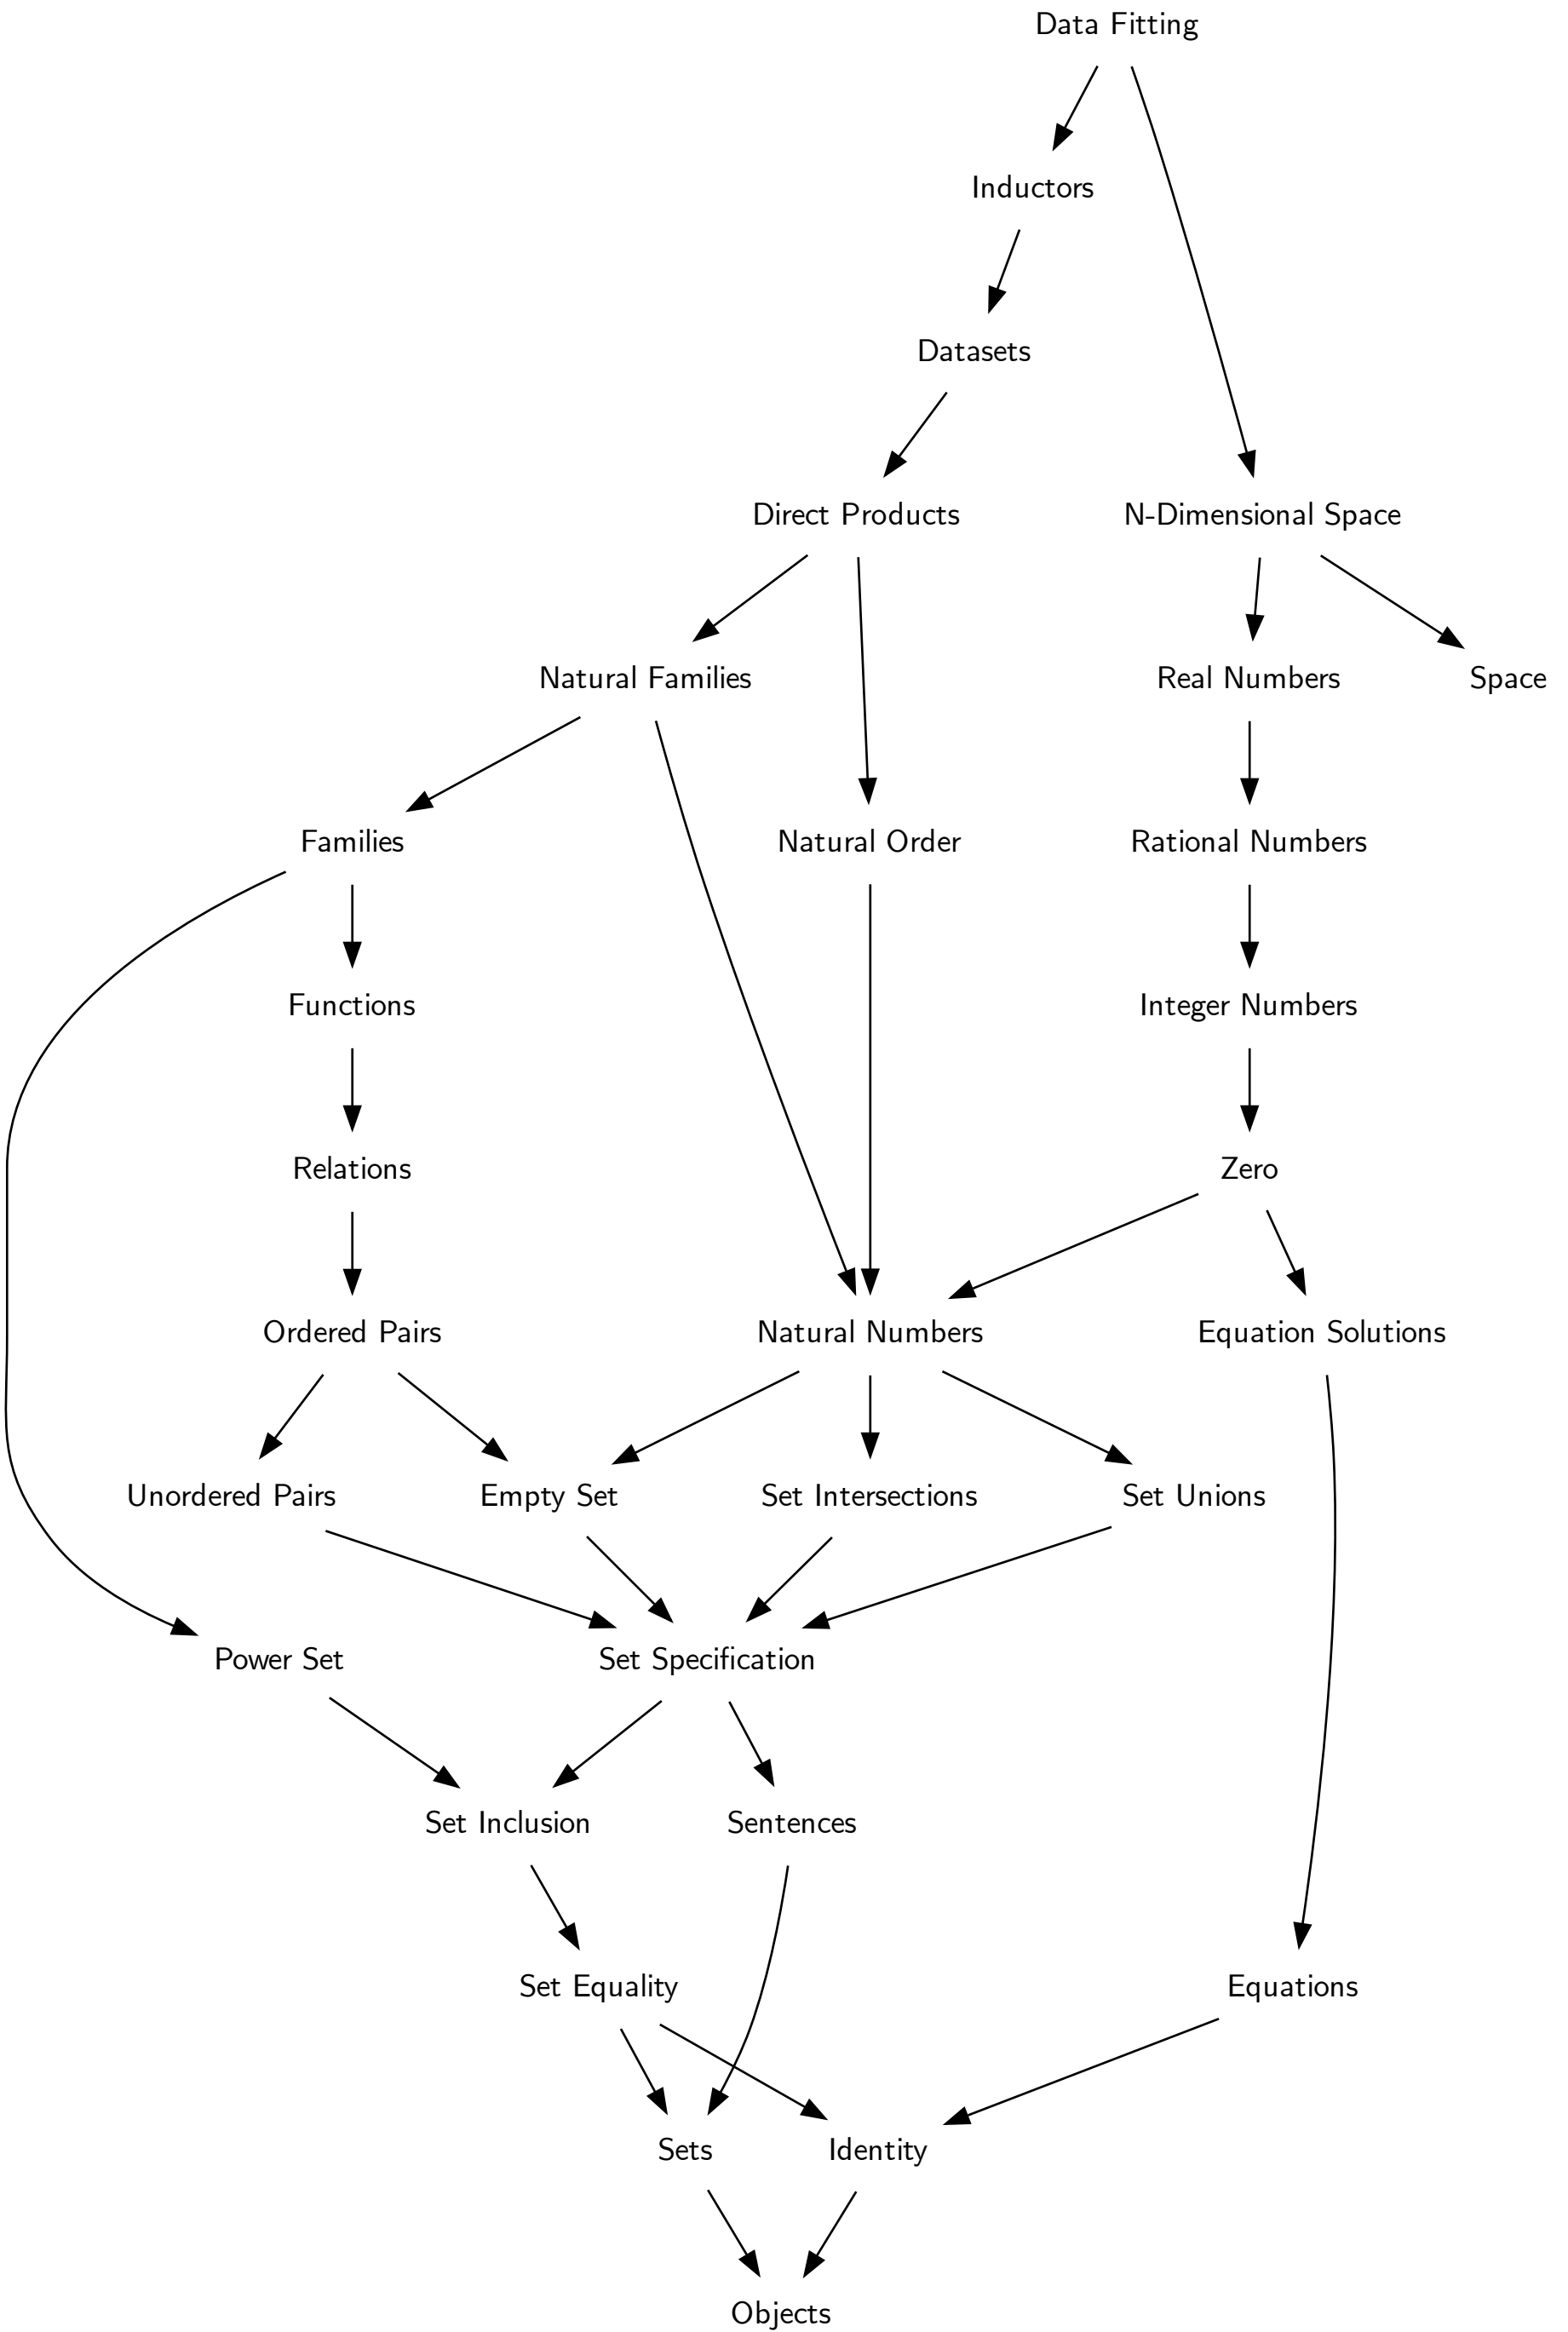 Data Fitting
Inductors
Datasets
Direct Products
N-Dimensional Space
Natural Families
Real Numbers
Space
Families
Natural Order
Rational Numbers
Functions
Integer Numbers
Relations
Zero
Ordered Pairs
Natural Numbers
Equation Solutions
Unordered Pairs
Empty Set
Set Intersections
Set Unions
Power Set
Set Specification
Set Inclusion
Sentences
Set Equality
Equations
Sets
Identity
Objects